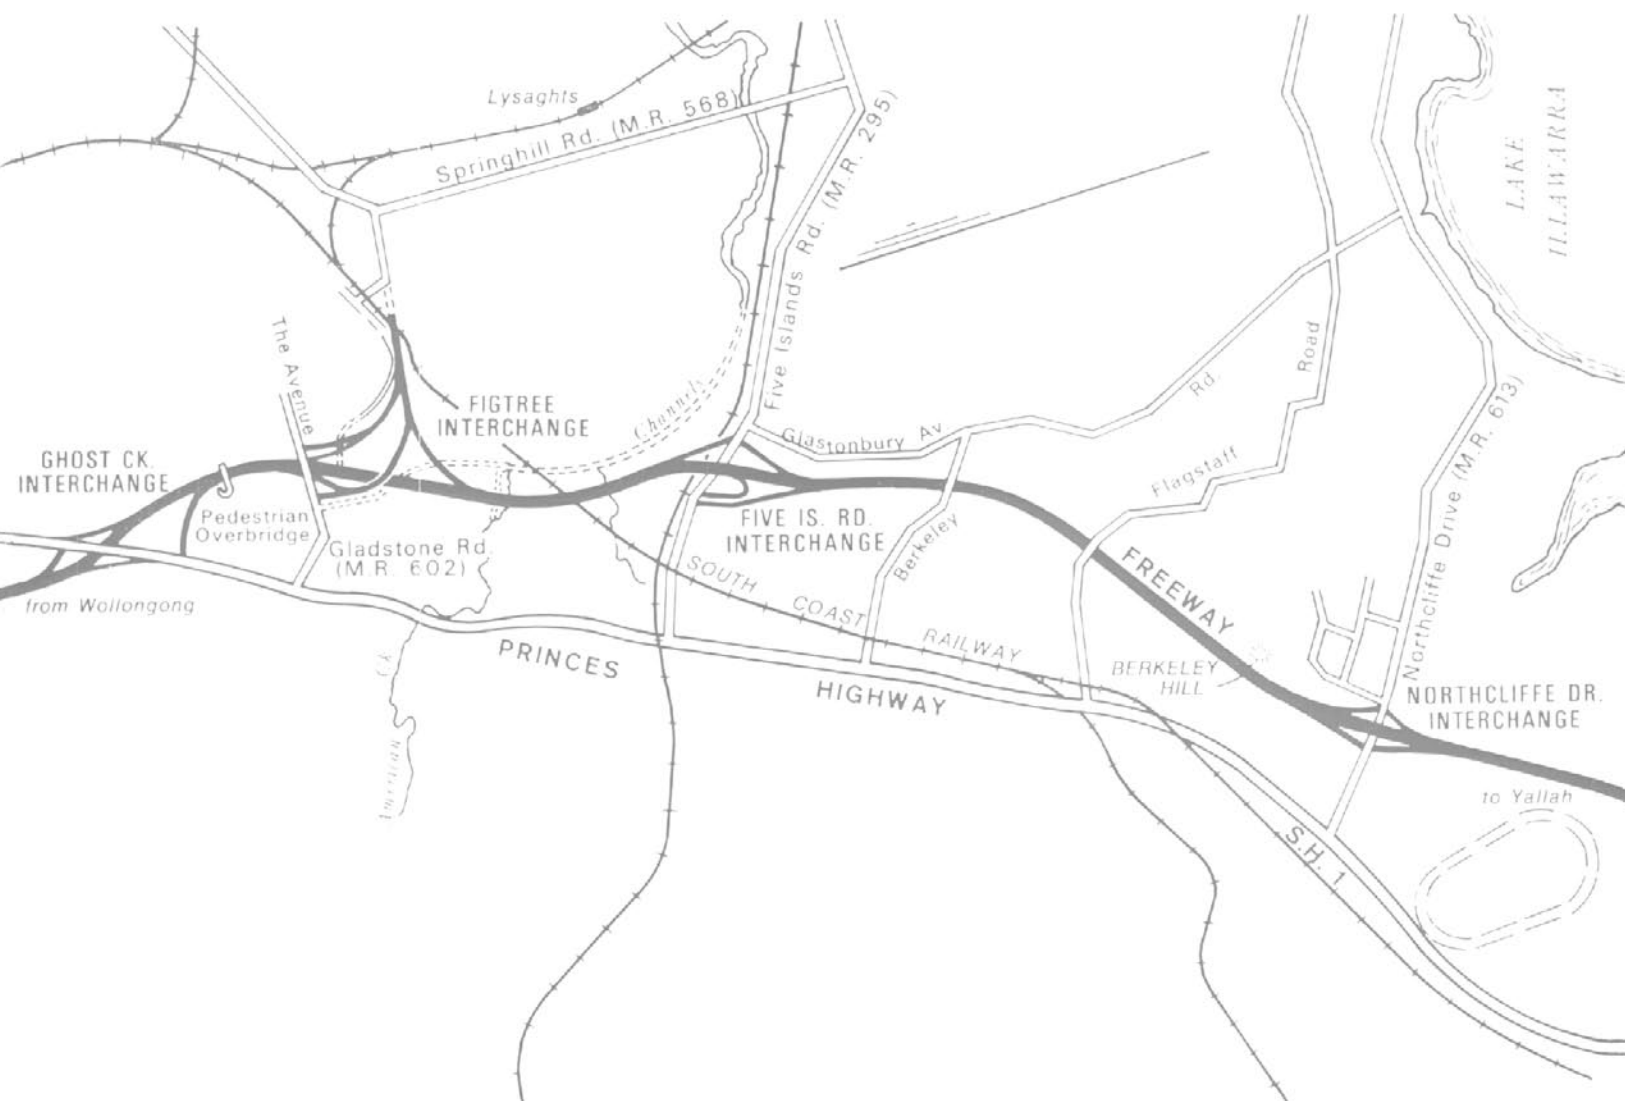 Lysaghts
Springhill Rd. (M.R. 568)
Five Islands Rd. (M.R. 295)
LAKE
ILLAWARRA
The Avenue
FIGTREE
INTERCHANGE
Channels
Glastonbury Av.
Rd.
Road
Flagstaff
GHOST CK.
INTERCHANGE
Pedestrian
Overbridge
Gladstone Rd.
(M.R. 602)
FIVE IS. RD.
INTERCHANGE
Berkeley
from Wollongong
SOUTH COAST RAILWAY
FREEWAY
PRINCES HIGHWAY
CK.
BERKELEY
HILL
Northcliffe Drive (M.R. 613)
NORTHCLIFFE DR.
INTERCHANGE
to Yallah
S.H. 1